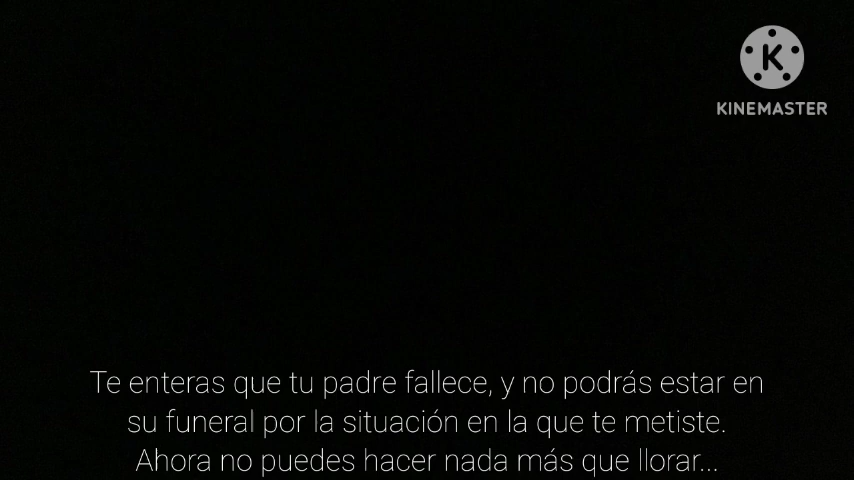 KINEMASTER
Te enteras que tu padre fallece, y no podrás estar en
su funeral por la situación en la que te metiste.
Ahora no puedes hacer nada más que llorar...